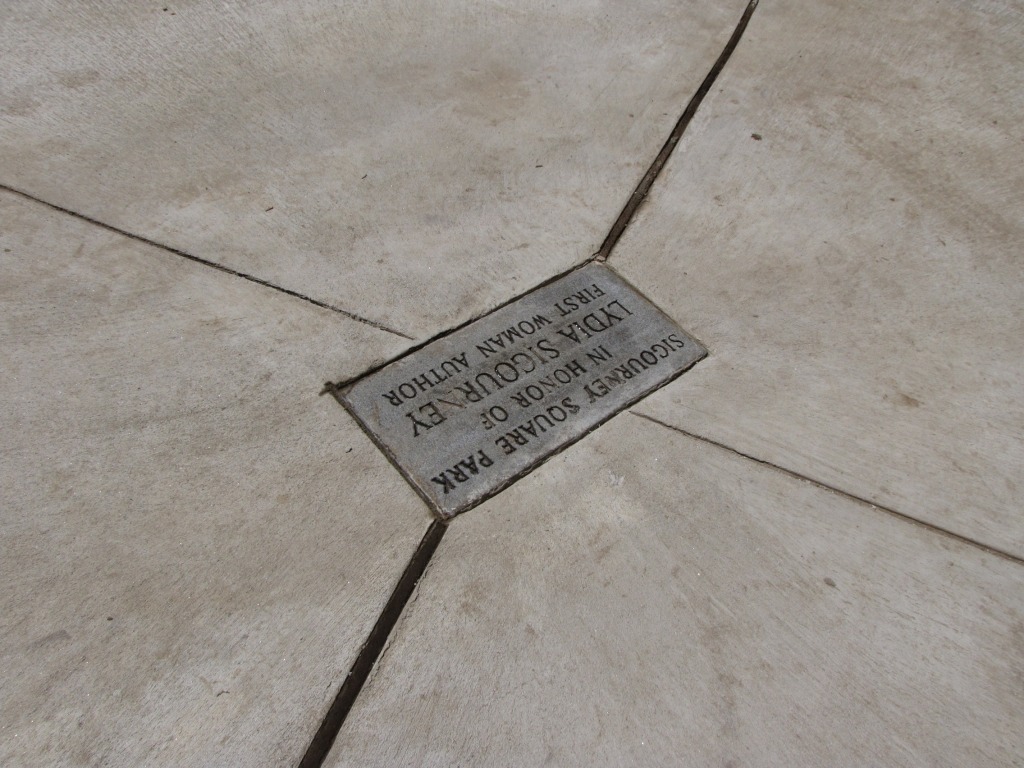 SIGOURNEY SQUARE PARK
IN HONOR OF
LYDIA SIGOURNEY
FIRST WOMAN AUTHOR